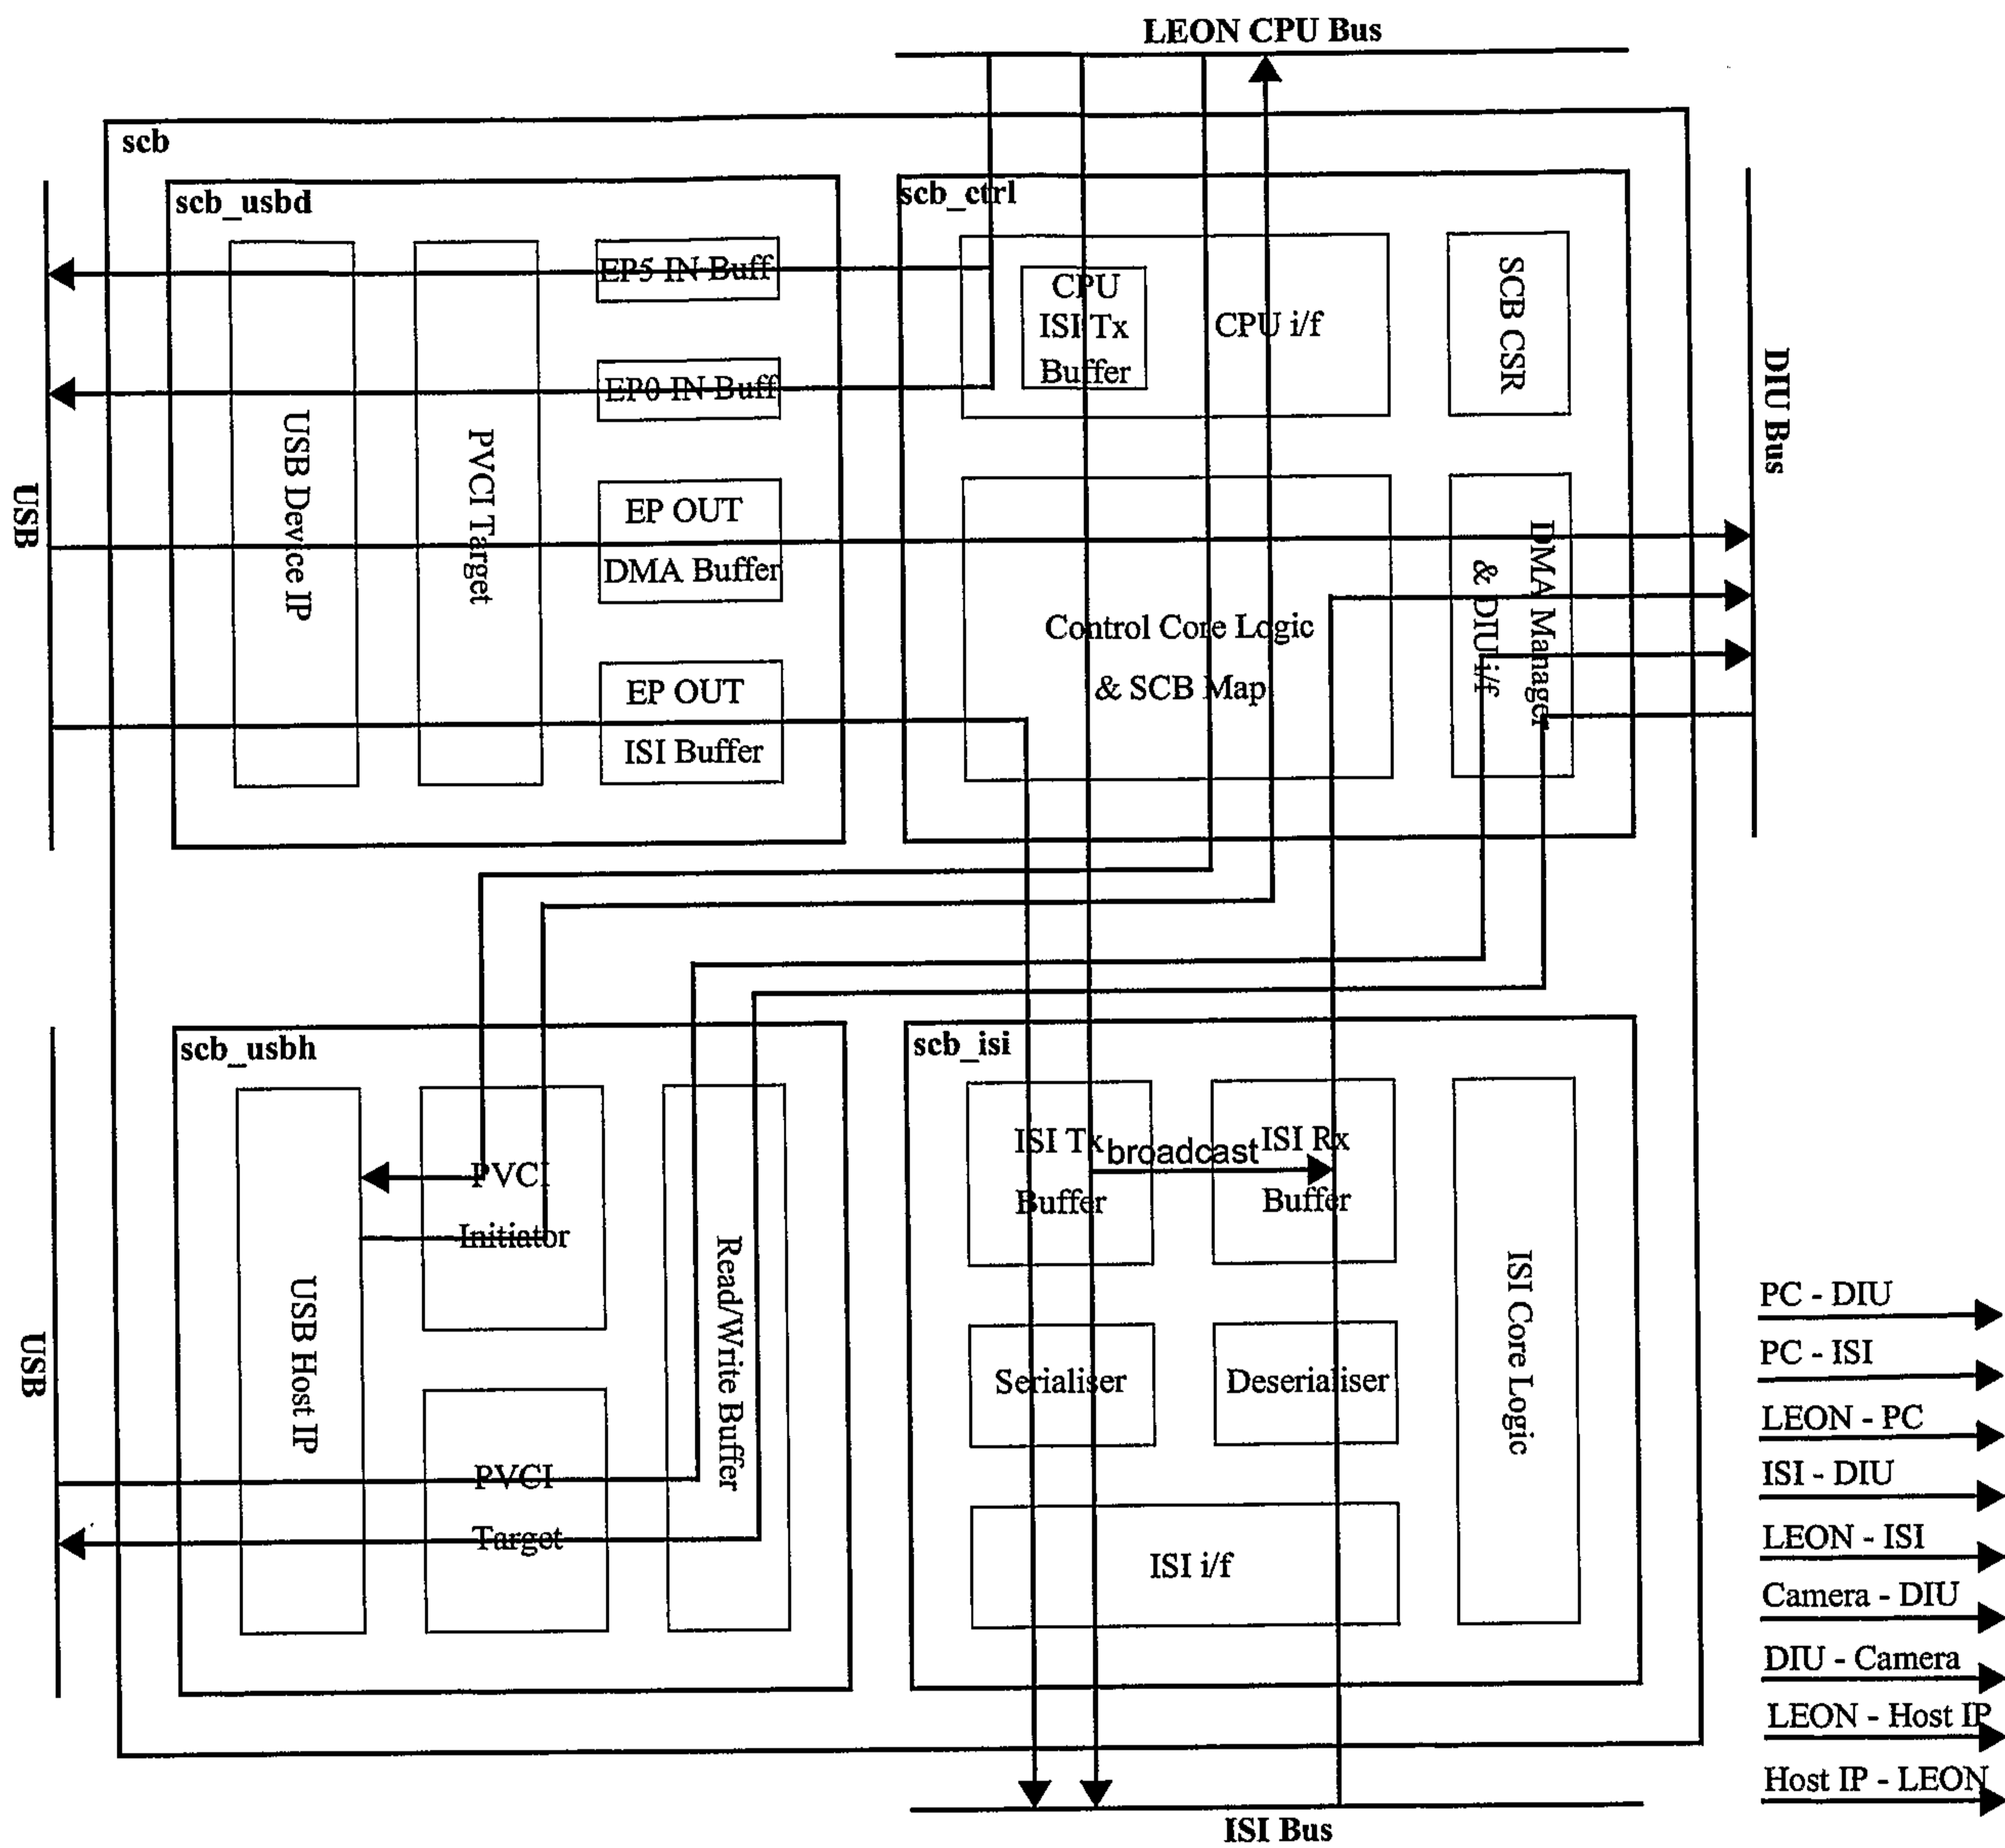 LEON CPU Bus
scb
scb_usbd
scb_ctrl
EP5 IN Buff
CPU
ISI Tx
Buffer
CPU i/f
SCB CSR
EP0 IN Buff
DIU Bus
USB
USB Device IP
PVCI Target
EP OUT
DMA Buffer
Control Core Logic
& SCB Map
DMA Manager
& DIU i/f
EP OUT
ISI Buffer
scb_usbh
scb_isi
PVCI
Initiator
ISI Tx
Buffer
broadcast
ISI Rx
Buffer
USB
USB Host IP
Read/Write Buffer
ISI Core Logic
Serialiser
Deserialiser
PVCI
Target
ISI i/f
PC - DIU
PC - ISI
LEON - PC
ISI - DIU
LEON - ISI
Camera - DIU
DIU - Camera
LEON - Host IP
Host IP - LEON
ISI Bus